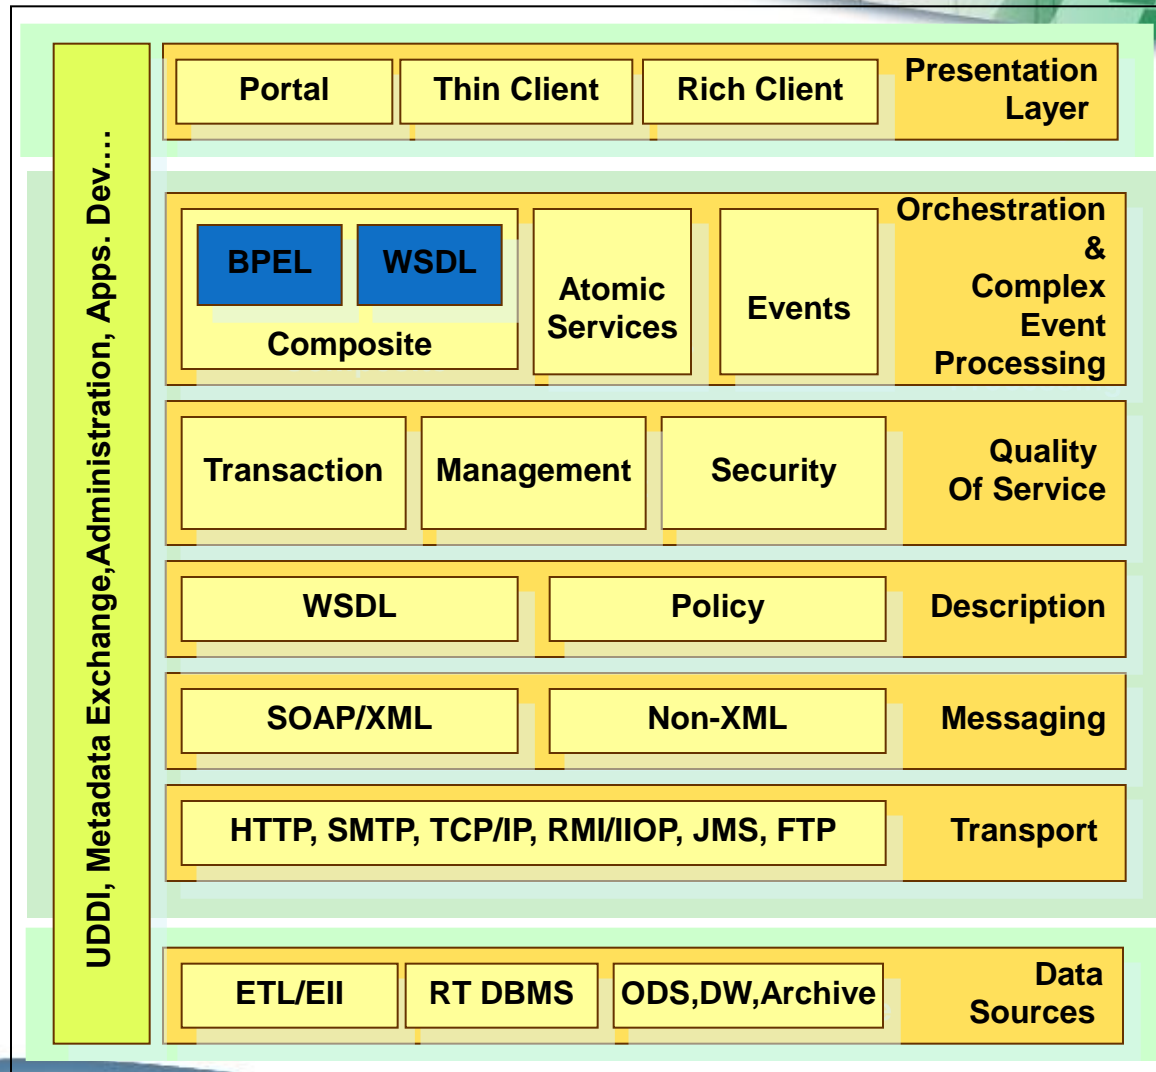 UDDI, Metadata Exchange,Administration, Apps. Dev....
Portal
Thin Client
Rich Client
Presentation
Layer
BPEL
WSDL
Composite
Atomic
Services
Events
Orchestration
&
Complex
Event
Processing
Transaction
Management
Security
Quality
Of Service
WSDL
Policy
Description
SOAP/XML
Non-XML
Messaging
HTTP, SMTP, TCP/IP, RMI/IIOP, JMS, FTP
Transport
ETL/EII
RT DBMS
ODS,DW,Archive
Data
Sources